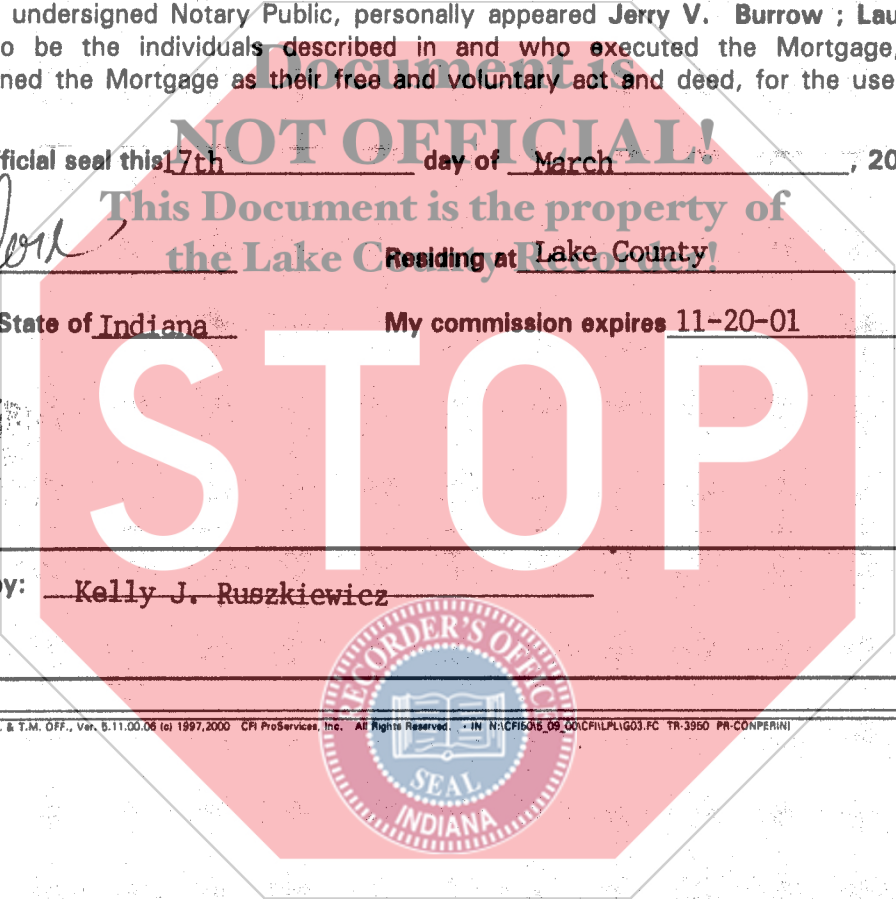 undersigned Notary Public, personally appeared Jerry V. Burrow ; Lau
o be the individuals described in and who executed the Mortgage,
ned the Mortgage as their free and voluntary act and deed, for the use
Document is
NOT OFFICIAL!
fficial seal this 17th day of March , 20
This Document is the property of
the Lake County Recorder!
Residing at Lake County
State of Indiana My commission expires 11-20-01
STOP
y: Kelly J. Ruszkiewicz
RECORDER'S OFFICE
SEAL
INDIANA
. & T.M. OFF., Ver. 5.11.00.06 (c) 1997,2000 CFI ProServices, Inc. All Rights Reserved. IN N:\CFI50\5_09_00\CFI\LPL\G03.FC TR-3950 PR-CONPERINI